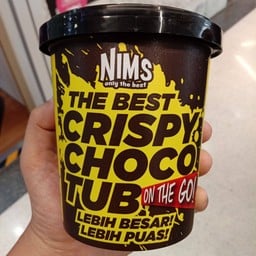 NIMS
only the best
THE BEST
CRISPY
CHOCO
TUB ON THE GO!
LEBIH BESAR!
LEBIH PUAS!